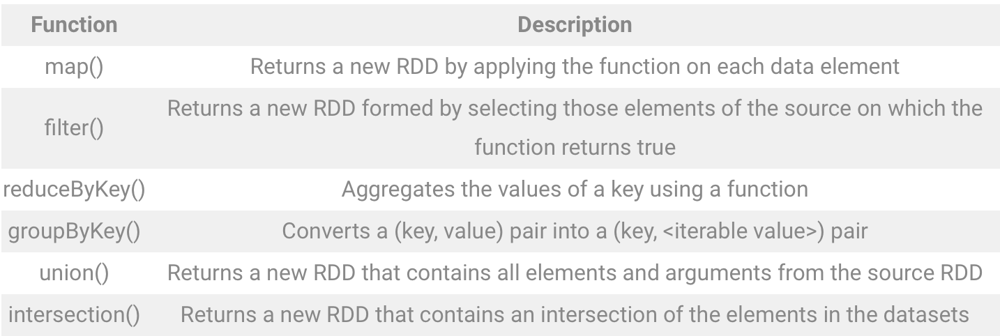 Function Description
map() Returns a new RDD by applying the function on each data element
filter() Returns a new RDD formed by selecting those elements of the source on which the
function returns true
reduceByKey() Aggregates the values of a key using a function
groupByKey() Converts a (key, value) pair into a (key, <iterable value>) pair
union() Returns a new RDD that contains all elements and arguments from the source RDD
intersection() Returns a new RDD that contains an intersection of the elements in the datasets